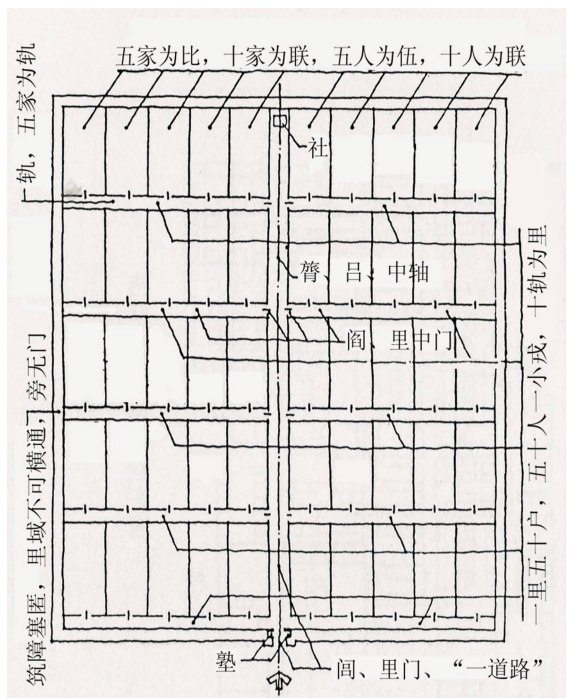 五家为比，十家为联，五人为伍，十人为联
一轨，五家为轨
社
膂、吕、中轴
阎、里中门
一里五十户，五十人一小戎，十轨为里
筑障塞匿，里域不可横通，旁无门
塾
闾、里门、“一道路”